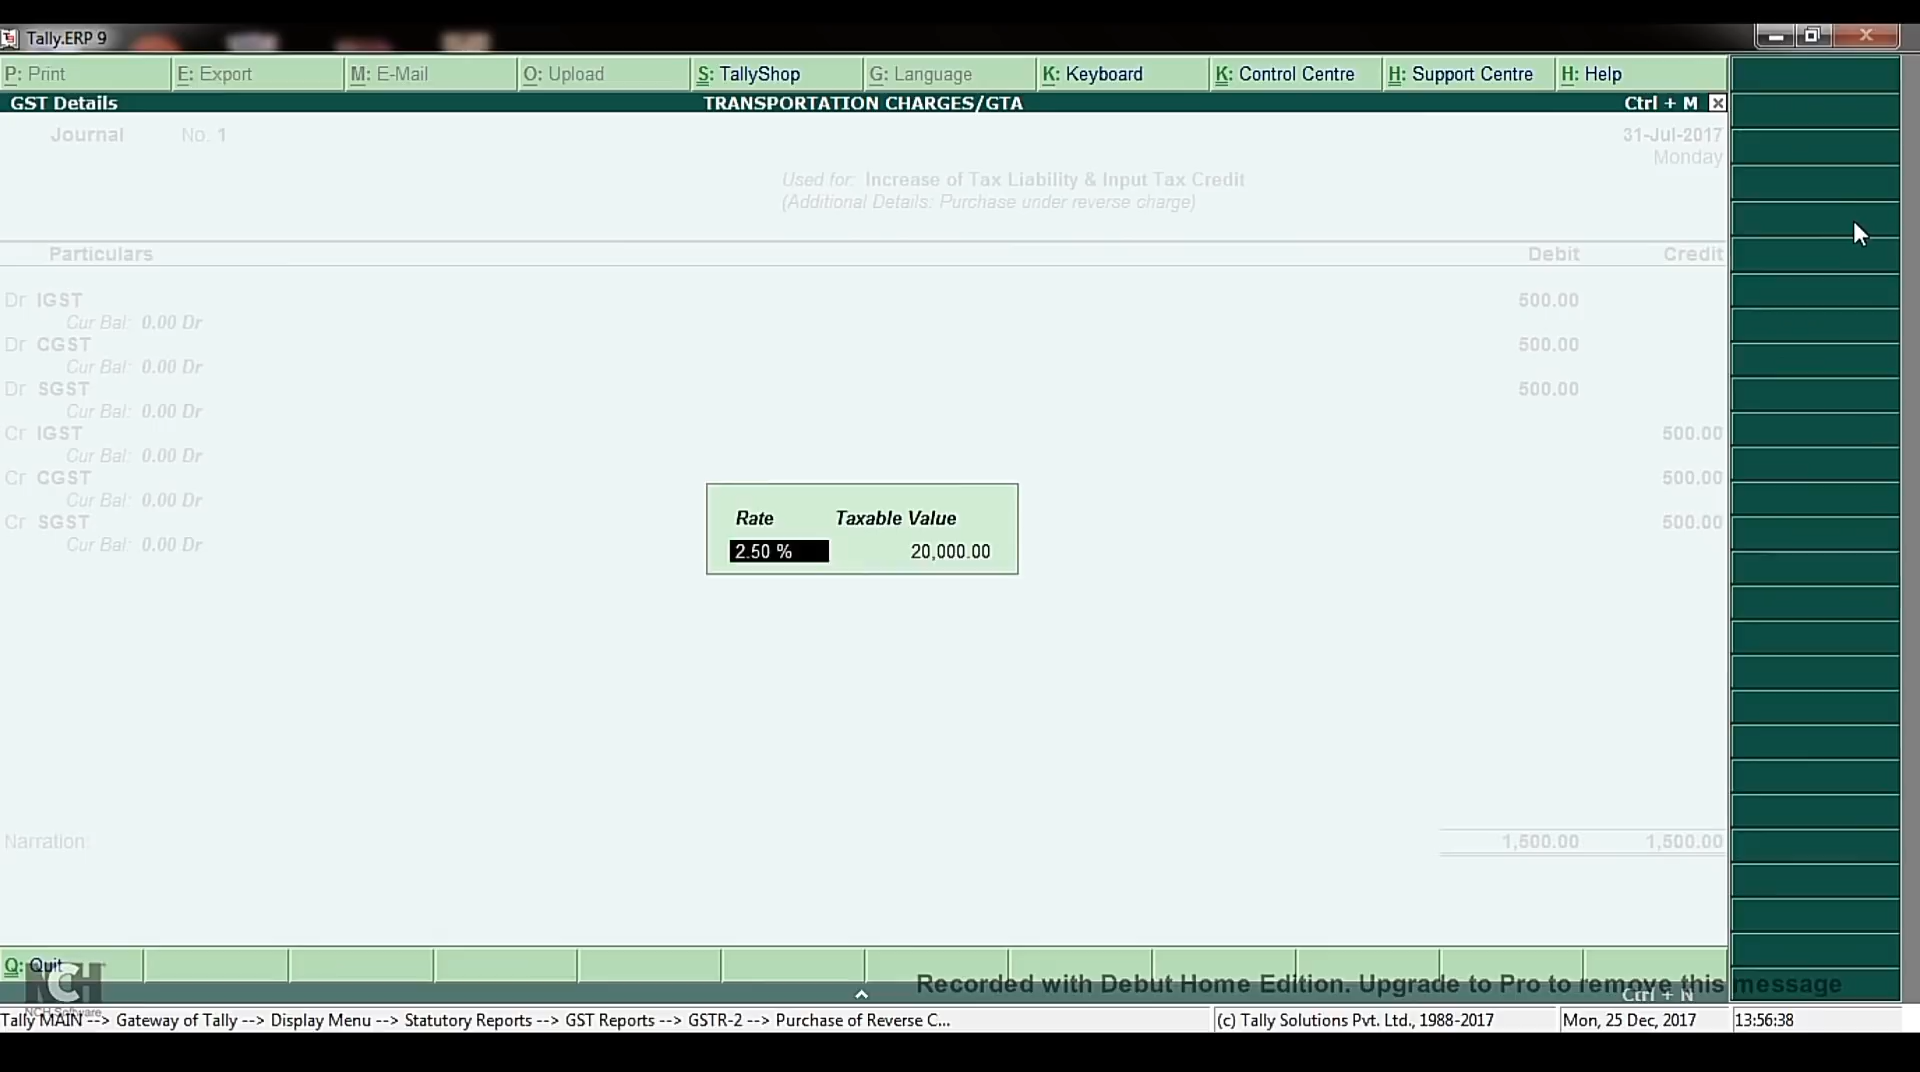 Tally.ERP 9
P: Print E: Export M: E-Mail O: Upload S: TallyShop G: Language K: Keyboard K: Control Centre H: Support Centre H: Help
GST Details TRANSPORTATION CHARGES/GTA Ctrl + M
Journal No. 1 31-Jul-2017
Monday
Used for: Increase of Tax Liability & Input Tax Credit
(Additional Details: Purchase under reverse charge)
Particulars Debit Credit
Dr IGST 500.00
Cur Bal: 0.00 Dr
Dr CGST 500.00
Cur Bal: 0.00 Dr
Dr SGST 500.00
Cur Bal: 0.00 Dr
Cr IGST 500.00
Cur Bal: 0.00 Dr
Cr CGST 500.00
Cur Bal: 0.00 Dr
Cr SGST 500.00
Cur Bal: 0.00 Dr
Rate Taxable Value
2.50 % 20,000.00
Narration: 1,500.00 1,500.00
Q: Quit
NCH
Recorded with Debut Home Edition. Upgrade to Pro to remove this message
Ctrl + N
NCH Software
Tally MAIN --> Gateway of Tally --> Display Menu --> Statutory Reports --> GST Reports --> GSTR-2 --> Purchase of Reverse C... (c) Tally Solutions Pvt. Ltd., 1988-2017 Mon, 25 Dec, 2017 13:56:38